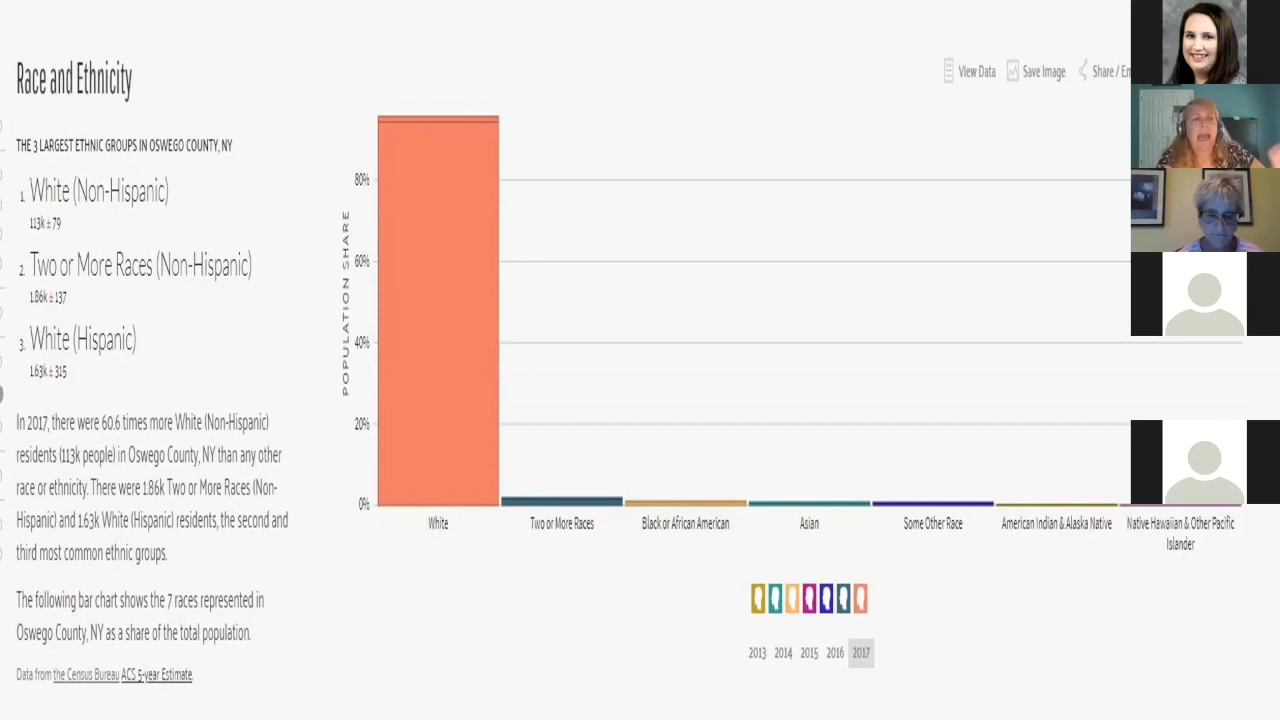 Race and Ethnicity
View Data
Save Image
Share / Em
THE 3 LARGEST ETHNIC GROUPS IN OSWEGO COUNTY, NY
1. White (Non-Hispanic)
113k ± 79
2. Two or More Races (Non-Hispanic)
1.86k ± 137
3. White (Hispanic)
1.63k ± 315
In 2017, there were 60.6 times more White (Non-Hispanic)
residents (113k people) in Oswego County, NY than any other
race or ethnicity. There were 1.86k Two or More Races (Non-
Hispanic) and 1.63k White (Hispanic) residents, the second and
third most common ethnic groups.
The following bar chart shows the 7 races represented in
Oswego County, NY as a share of the total population.
Data from the Census Bureau ACS 5-year Estimate.
POPULATION SHARE
80%
60%
40%
20%
0%
White
Two or More Races
Black or African American
Asian
Some Other Race
American Indian & Alaska Native
Native Hawaiian & Other Pacific
Islander
2013 2014 2015 2016 2017